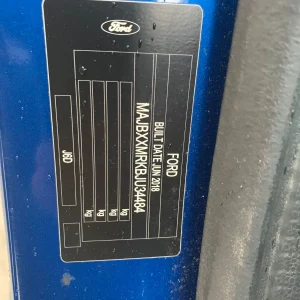 Ford
FORD
BUILT DATE JUN 2018
MAJBXXMRKBJU34484
kg
kg
kg
kg
J6D